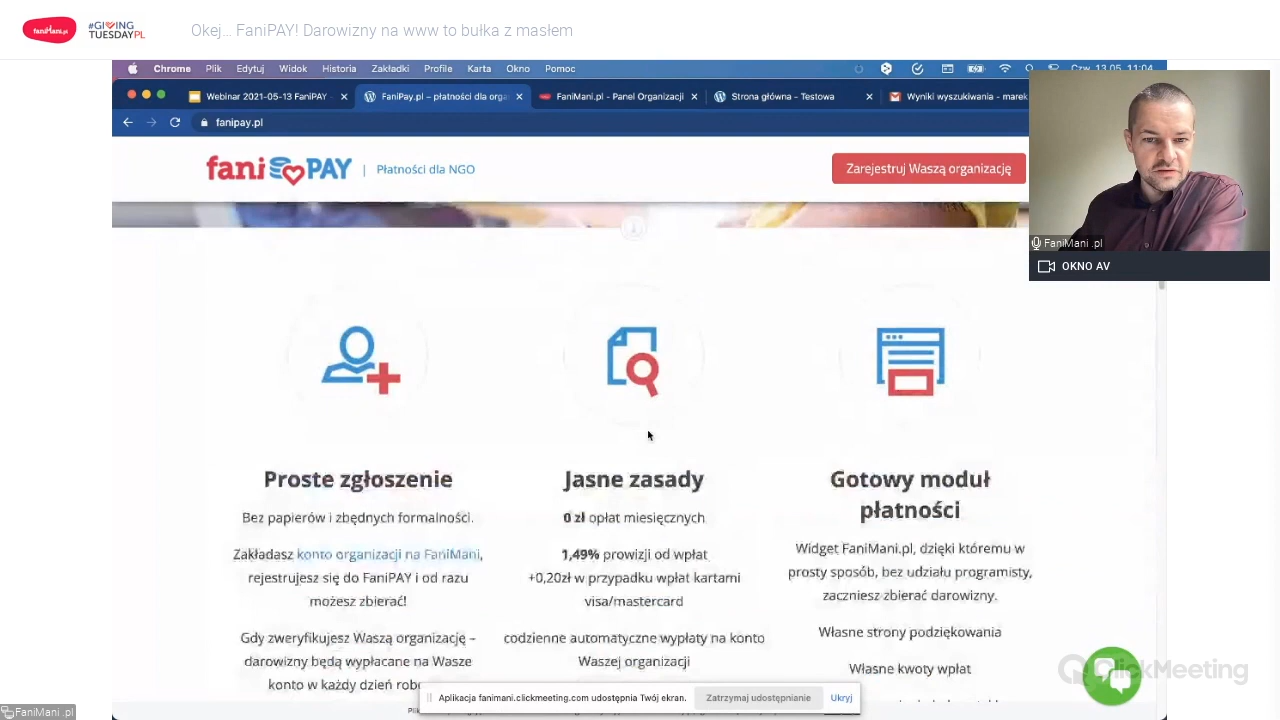 faniMani.pl
#GIVING
TUESDAYPL
Okej... FaniPAY! Darowizny na www to bułka z masłem
Chrome Plik Edytuj Widok Historia Zakładki Profile Karta Okno Pomoc
Czw. 13.05 11:04
Webinar 2021-05-13 FaniPAY
FaniPay.pl – płatności dla orga
FaniMani.pl - Panel Organizacji
Strona główna - Testowa
Wyniki wyszukiwania - marek
fanipay.pl
fani PAY | Płatności dla NGO
Zarejestruj Waszą organizację
FaniMani .pl
OKNO AV
Proste zgłoszenie
Bez papierów i zbędnych formalności.
Zakładasz konto organizacji na FaniMani,
rejestrujesz się do FaniPAY i od razu
możesz zbierać!
Gdy zweryfikujesz Waszą organizację –
darowizny będą wypłacane na Wasze
konto w każdy dzień
Jasne zasady
0 zł opłat miesięcznych
1,49% prowizji od wpłat
+0,20zł w przypadku wpłat kartami
visa/mastercard
codzienne automatyczne wypłaty na konto
Waszej organizacji
Gotowy moduł
płatności
Widget FaniMani.pl, dzięki któremu w
prosty sposób, bez udziału programisty,
zaczniesz zbierać darowizny.
Własne strony podziękowania
Własne kwoty wpłat
ClickMeeting
Aplikacja fanimani.clickmeeting.com udostępnia Twój ekran.
Zatrzymaj udostępnianie
Ukryj
FaniMani .pl